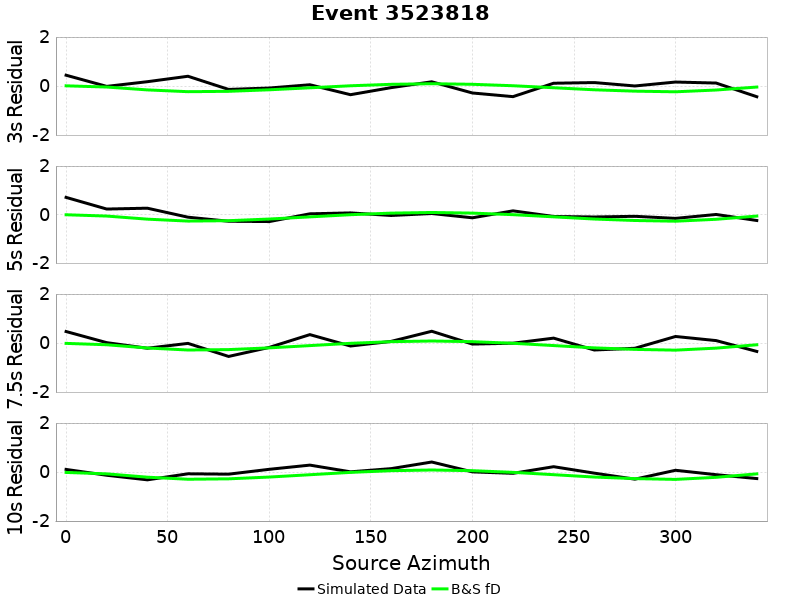 Event 3523818
3s Residual
2
0
-2
5s Residual
2
0
-2
7.5s Residual
2
0
-2
10s Residual
2
0
-2
0 50 100 150 200 250 300
Source Azimuth
Simulated Data B&S fD